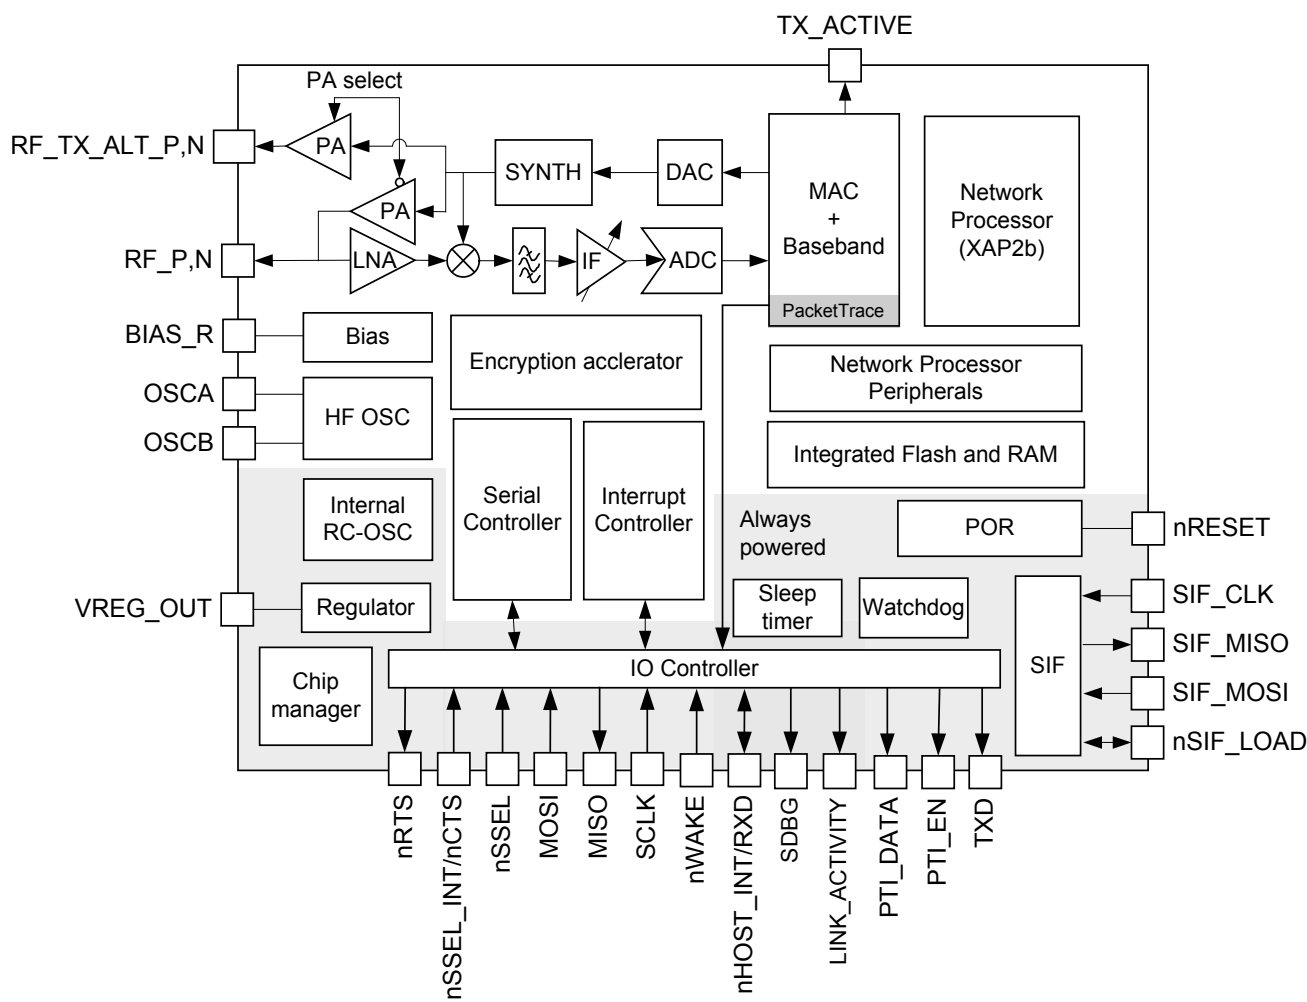 TX_ACTIVE
PA select
RF_TX_ALT_P,N
PA
SYNTH
DAC
MAC
+
Baseband
Network
Processor
(XAP2b)
PA
RF_P,N
LNA
IF
ADC
PacketTrace
BIAS_R
Bias
Encryption acclerator
Network Processor
Peripherals
OSCA
HF OSC
OSCB
Integrated Flash and RAM
Internal
RC-OSC
Serial
Controller
Interrupt
Controller
Always
powered
POR
nRESET
VREG_OUT
Regulator
Sleep
timer
Watchdog
SIF_CLK
SIF_MISO
SIF
SIF_MOSI
nSIF_LOAD
IO Controller
Chip
manager
nRTS
nSSEL_INT/nCTS
nSSEL
MOSI
MISO
SCLK
nWAKE
nHOST_INT/RXD
SDBG
LINK_ACTIVITY
PTI_DATA
PTI_EN
TXD